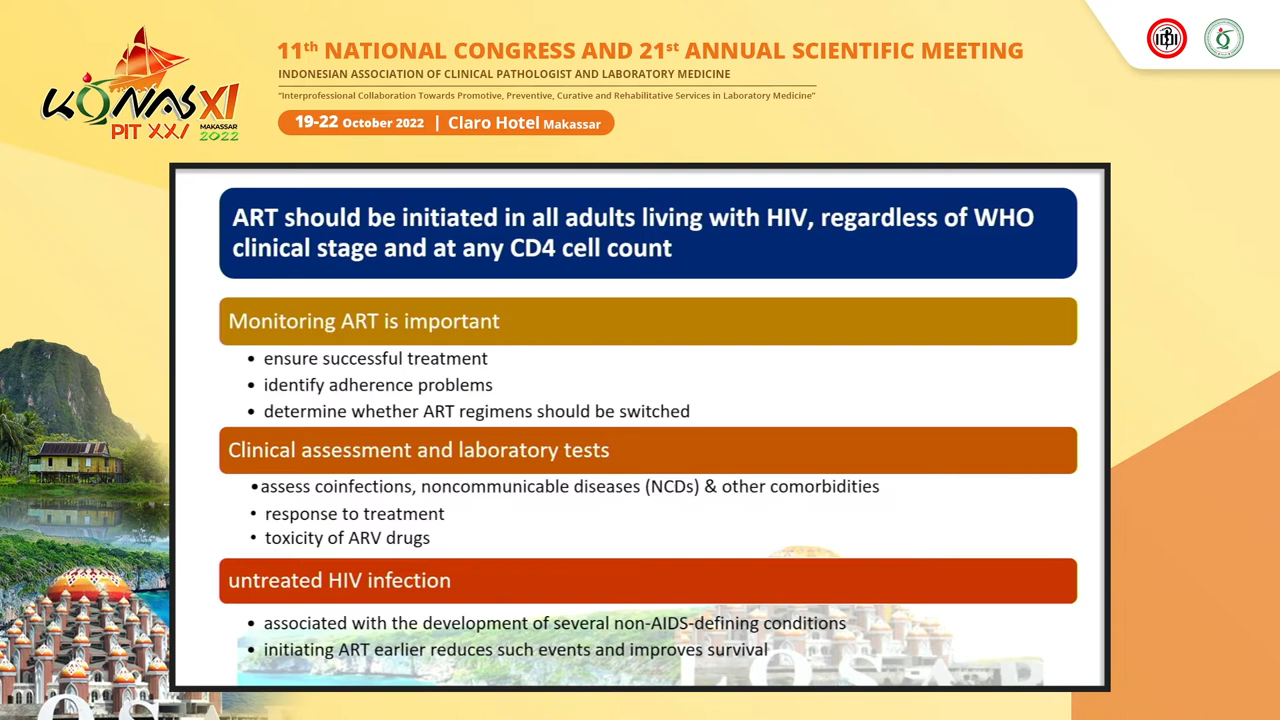 11th NATIONAL CONGRESS AND 21st ANNUAL SCIENTIFIC MEETING
INDONESIAN ASSOCIATION OF CLINICAL PATHOLOGIST AND LABORATORY MEDICINE
"Interprofessional Collaboration Towards Promotive, Preventive, Curative and Rehabilitative Services in Laboratory Medicine"
19-22 October 2022 | Claro Hotel Makassar
KONAS XI
PIT XXI
MAKASSAR
2022
IDI
ART should be initiated in all adults living with HIV, regardless of WHO
clinical stage and at any CD4 cell count
Monitoring ART is important
• ensure successful treatment
• identify adherence problems
• determine whether ART regimens should be switched
Clinical assessment and laboratory tests
• assess coinfections, noncommunicable diseases (NCDs) & other comorbidities
• response to treatment
• toxicity of ARV drugs
untreated HIV infection
• associated with the development of several non-AIDS-defining conditions
• initiating ART earlier reduces such events and improves survival
LOSAR
OSA